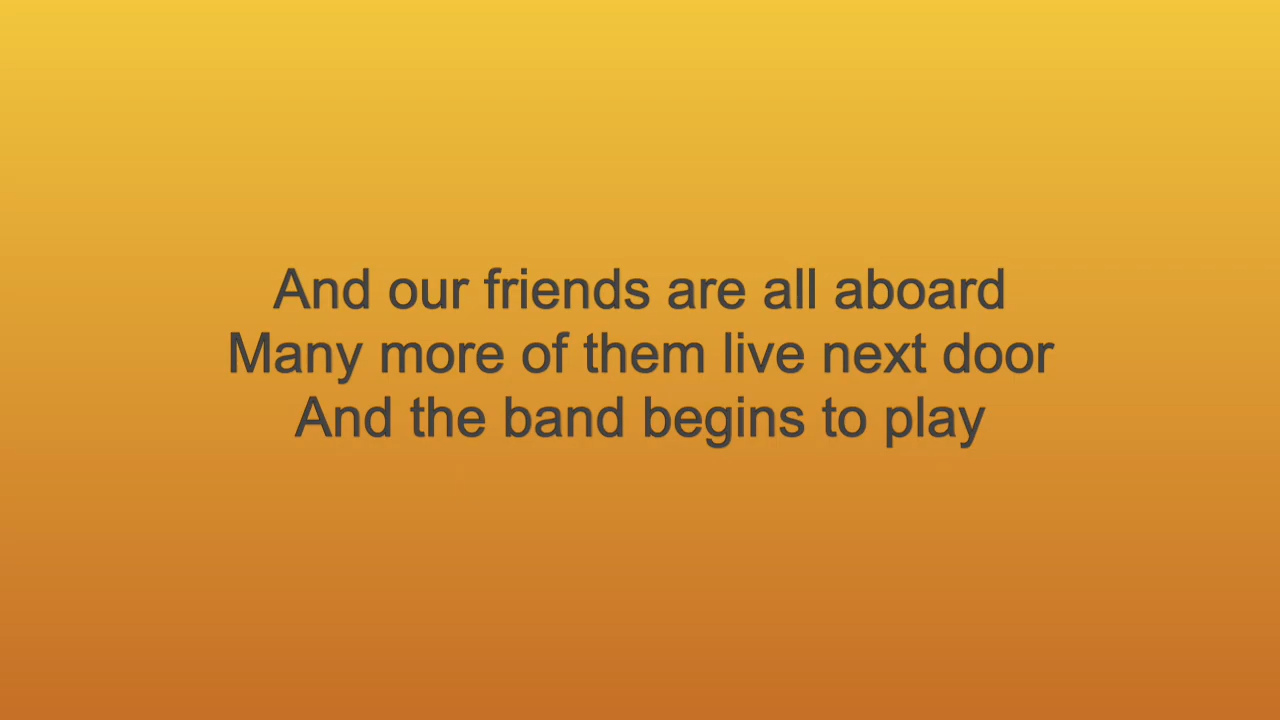 And our friends are all aboard
Many more of them live next door
And the band begins to play